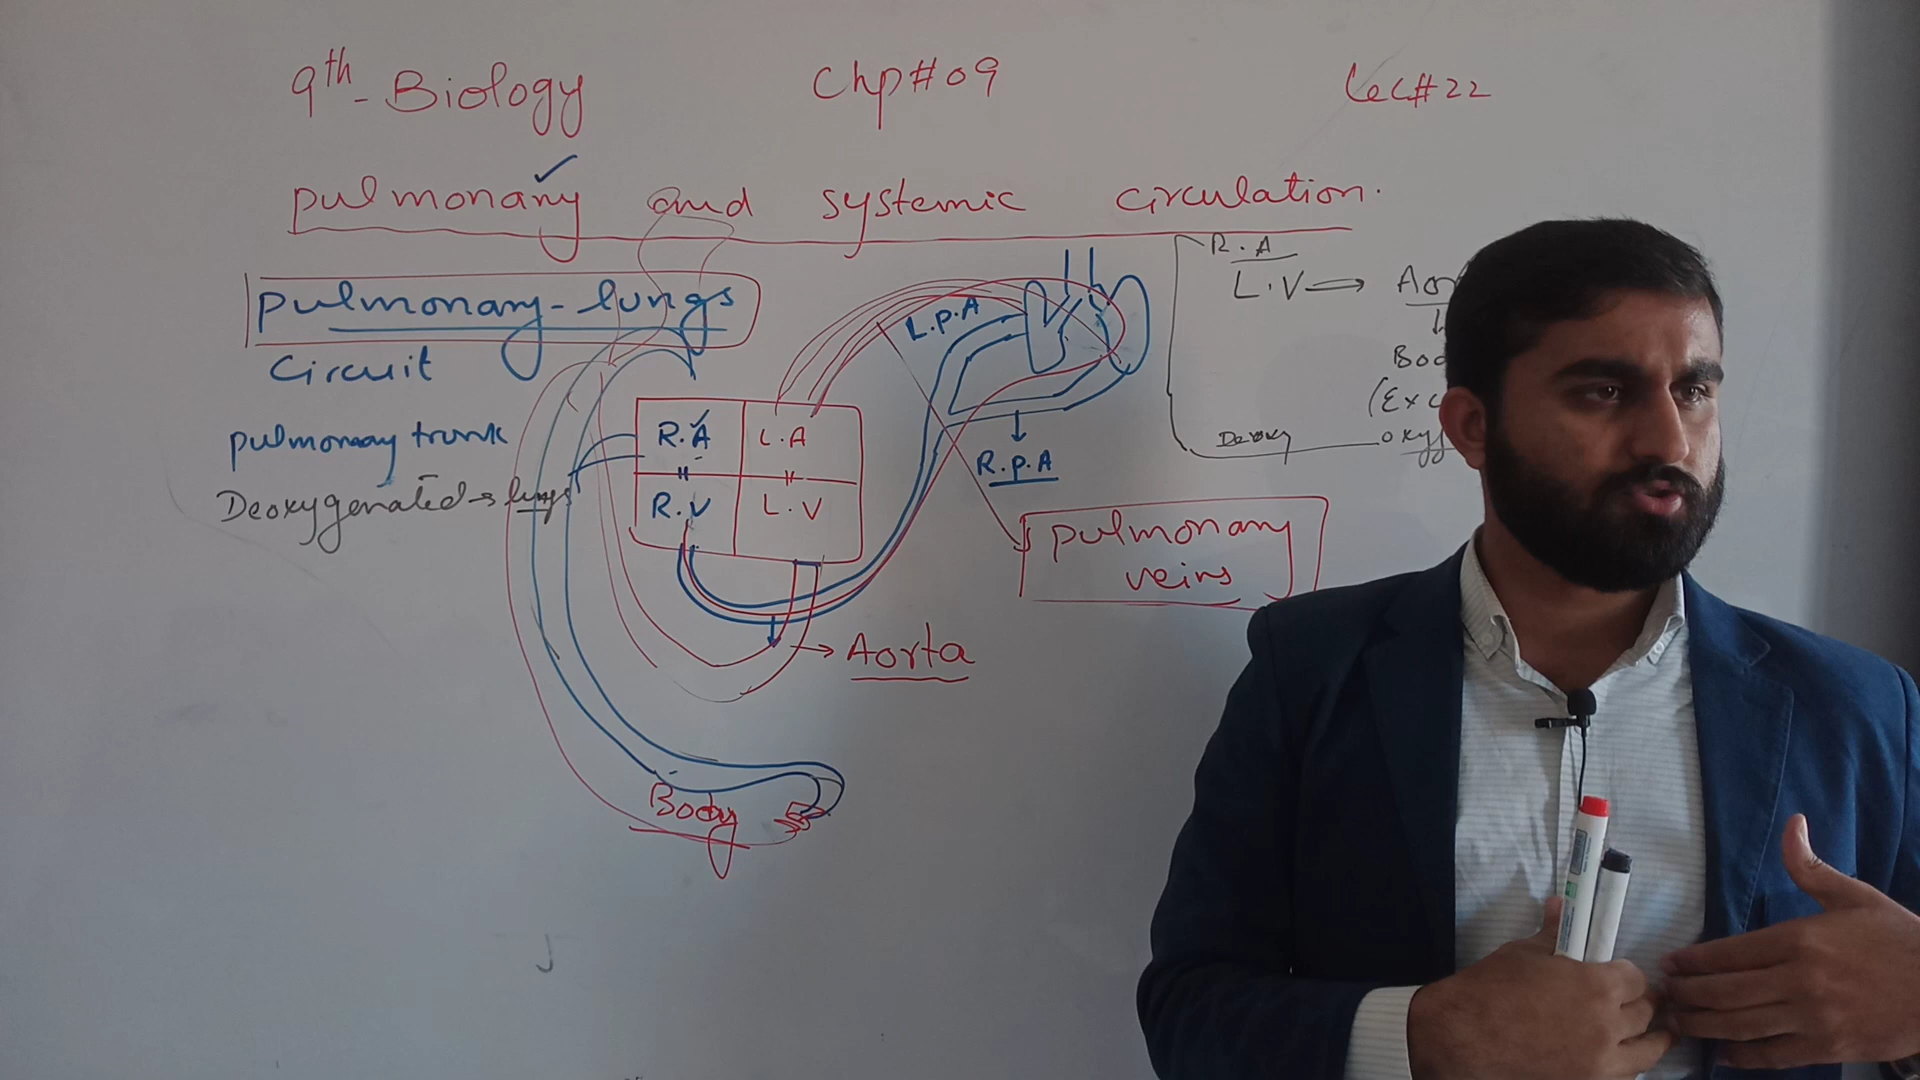 9th-Biology
Chp#09
Lec#22
pulmonary and systemic circulation.
pulmonary-lungs
Circuit
pulmonary trunk
Deoxygenated→ lungs
R.A
L.A
R.V
L.V
L.P.A
R.P.A
pulmonary
veins
→ Aorta
Body
R.A
L.V →
Deoxy